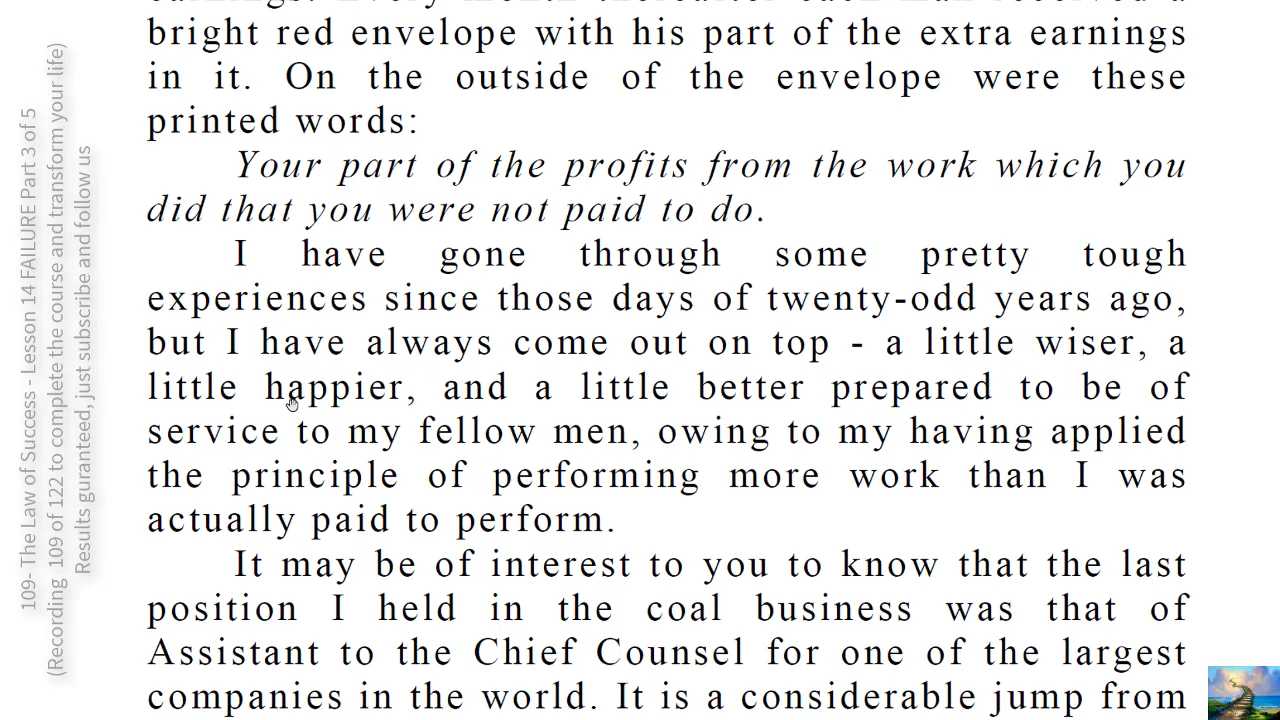 bright red envelope with his part of the extra earnings
in it. On the outside of the envelope were these
printed words:
Your part of the profits from the work which you
did that you were not paid to do.
I have gone through some pretty tough
experiences since those days of twenty-odd years ago,
but I have always come out on top - a little wiser, a
little happier, and a little better prepared to be of
service to my fellow men, owing to my having applied
the principle of performing more work than I was
actually paid to perform.
It may be of interest to you to know that the last
position I held in the coal business was that of
Assistant to the Chief Counsel for one of the largest
companies in the world. It is a considerable jump from
109- The Law of Success - Lesson 14 FAILURE Part 3 of 5
(Recording 109 of 122 to complete the course and transform your life)
Results guranteed, just subscribe and follow us